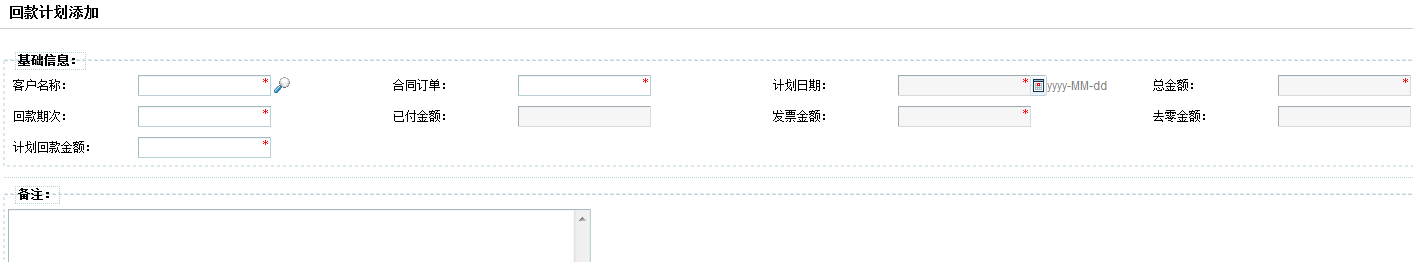 回款计划添加
基础信息：
客户名称： * 合同订单： * 计划日期： * yyyy-MM-dd 总金额： *
回款期次： * 已付金额： 发票金额： * 去零金额：
计划回款金额： *
备注：